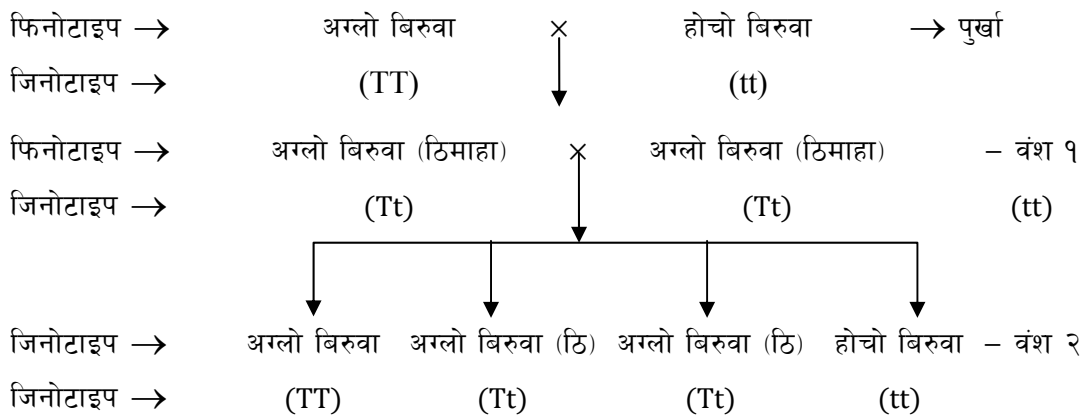 फिनोटाइप → अग्लो बिरुवा × होचो बिरुवा → पुर्खा
जिनोटाइप → (TT) (tt)
फिनोटाइप → अग्लो बिरुवा (ठिमाहा) × अग्लो बिरुवा (ठिमाहा) – वंश १
जिनोटाइप → (Tt) (Tt) (tt)
जिनोटाइप → अग्लो बिरुवा अग्लो बिरुवा (ठि) अग्लो बिरुवा (ठि) होचो बिरुवा – वंश २
जिनोटाइप → (TT) (Tt) (Tt) (tt)